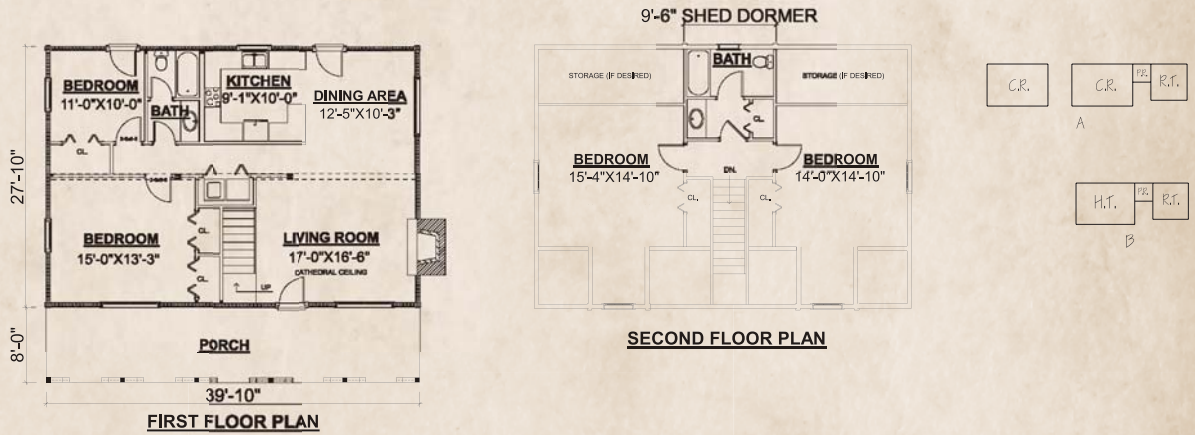 BEDROOM
11'-0"X10'-0"
BATH
KITCHEN
9'-1"X10'-0"
DINING AREA
12'-5"X10'-3"
CL.
27'-10"
BEDROOM
15'-0"X13'-3"
CL.
CL.
LIVING ROOM
17'-0"X16'-6"
CATHEDRAL CEILING
UP
8'-0"
PORCH
39'-10"
FIRST FLOOR PLAN
9'-6" SHED DORMER
STORAGE (IF DESIRED)
BATH
STORAGE (IF DESIRED)
CL.
BEDROOM
15'-4"X14'-10"
DN.
BEDROOM
14'-0"X14'-10"
CL.
CL.
SECOND FLOOR PLAN
C.R.
C.R.
P.R.
R.T.
A
H.T.
P.R.
R.T.
B